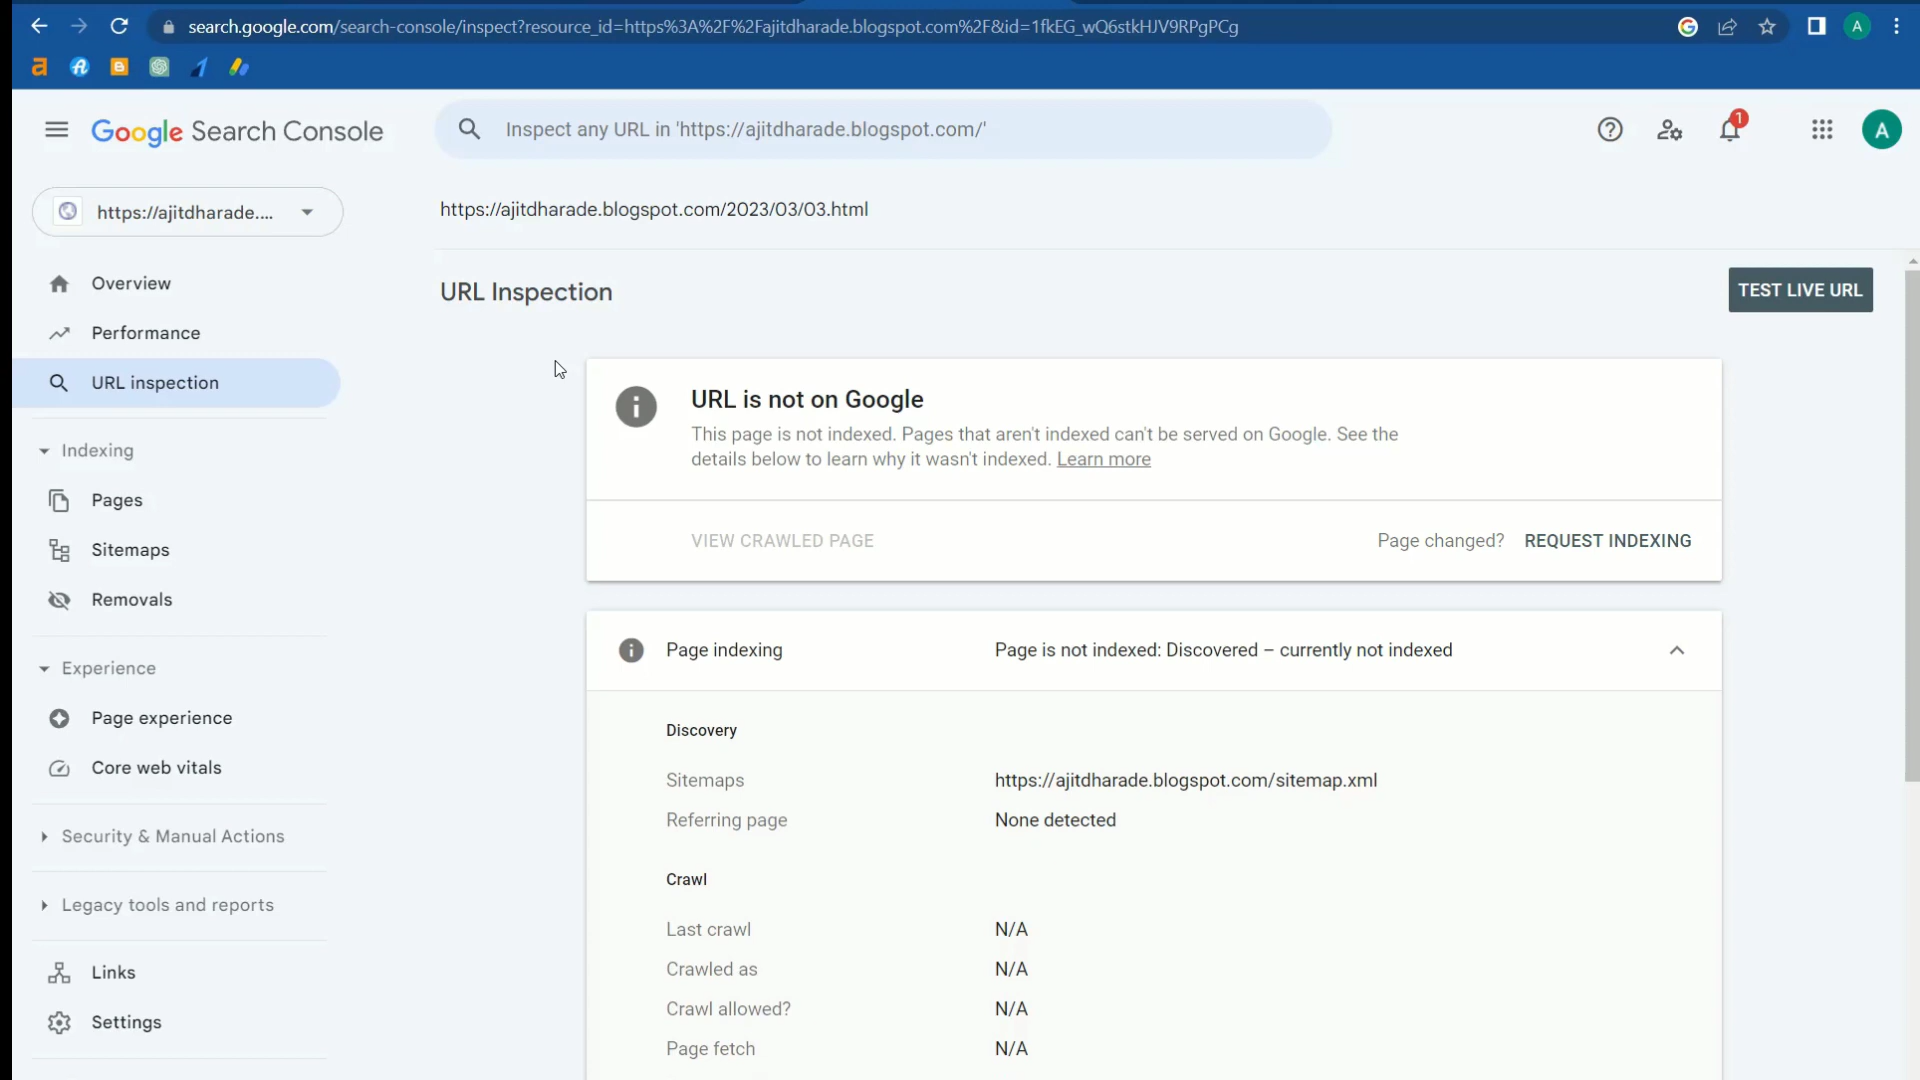 search.google.com/search-console/inspect?resource_id=https%3A%2F%2Fajitdharade.blogspot.com%2F&id=1fkEG_wQ6stkHJV9RPgPCg
A
Google Search Console
Inspect any URL in 'https://ajitdharade.blogspot.com/'
1
A
https://ajitdharade....
https://ajitdharade.blogspot.com/2023/03/03.html
Overview
Performance
URL inspection
Indexing
Pages
Sitemaps
Removals
Experience
Page experience
Core web vitals
Security & Manual Actions
Legacy tools and reports
Links
Settings
URL Inspection
TEST LIVE URL
URL is not on Google
This page is not indexed. Pages that aren't indexed can't be served on Google. See the
details below to learn why it wasn't indexed. Learn more
VIEW CRAWLED PAGE
Page changed? REQUEST INDEXING
Page indexing Page is not indexed: Discovered – currently not indexed
Discovery
Sitemaps https://ajitdharade.blogspot.com/sitemap.xml
Referring page None detected
Crawl
Last crawl N/A
Crawled as N/A
Crawl allowed? N/A
Page fetch N/A